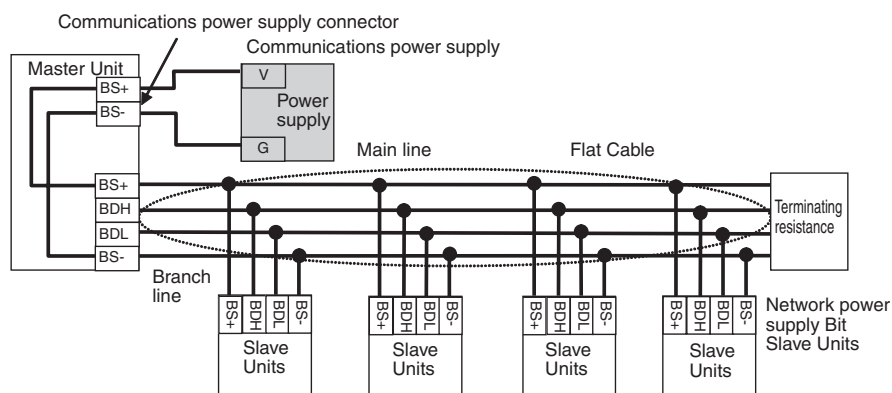 Communications power supply connector
Communications power supply
Master Unit
BS+
BS-
V
Power
supply
G
Main line
Flat Cable
BS+
BDH
BDL
BS-
Terminating
resistance
Branch
line
BS+
BDH
BDL
BS-
Slave
Units
BS+
BDH
BDL
BS-
Slave
Units
BS+
BDH
BDL
BS-
Slave
Units
BS+
BDH
BDL
BS-
Slave
Units
Network power
supply Bit
Slave Units